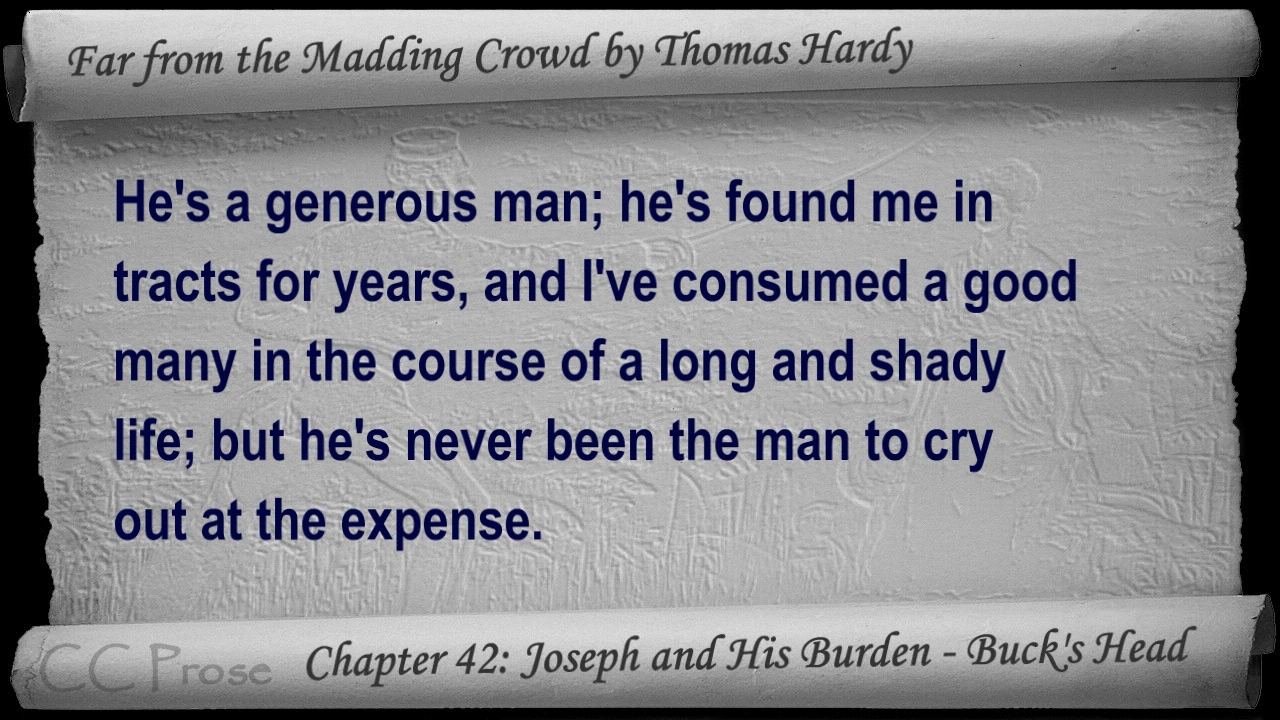 Far from the Madding Crowd by Thomas Hardy
He's a generous man; he's found me in
tracts for years, and I've consumed a good
many in the course of a long and shady
life; but he's never been the man to cry
out at the expense.
CC Prose
Chapter 42: Joseph and His Burden - Buck's Head